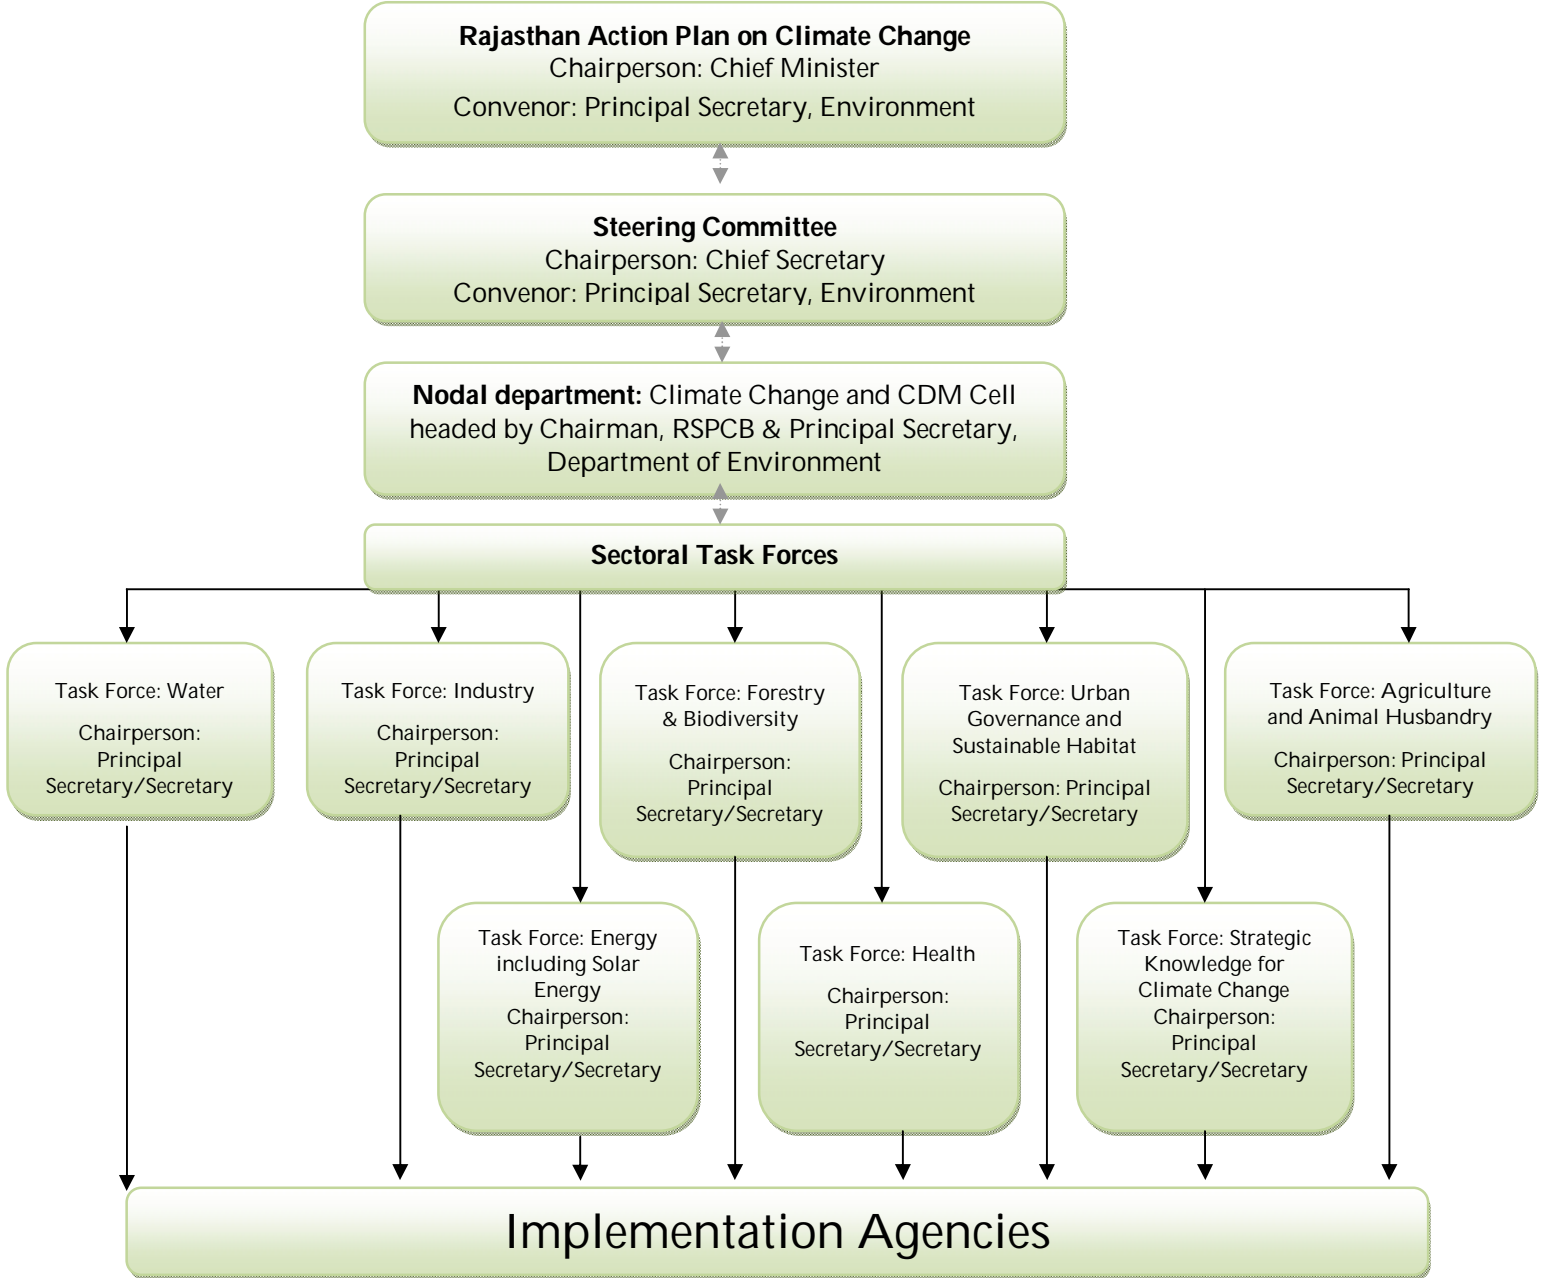 Rajasthan Action Plan on Climate Change
Chairperson: Chief Minister
Convenor: Principal Secretary, Environment
Steering Committee
Chairperson: Chief Secretary
Convenor: Principal Secretary, Environment
Nodal department: Climate Change and CDM Cell
headed by Chairman, RSPCB & Principal Secretary,
Department of Environment
Sectoral Task Forces
Task Force: Water
Chairperson:
Principal
Secretary/Secretary
Task Force: Industry
Chairperson:
Principal
Secretary/Secretary
Task Force: Forestry
& Biodiversity
Chairperson:
Principal
Secretary/Secretary
Task Force: Urban
Governance and
Sustainable Habitat
Chairperson: Principal
Secretary/Secretary
Task Force: Agriculture
and Animal Husbandry
Chairperson: Principal
Secretary/Secretary
Task Force: Energy
including Solar
Energy
Chairperson:
Principal
Secretary/Secretary
Task Force: Health
Chairperson:
Principal
Secretary/Secretary
Task Force: Strategic
Knowledge for
Climate Change
Chairperson:
Principal
Secretary/Secretary
Implementation Agencies